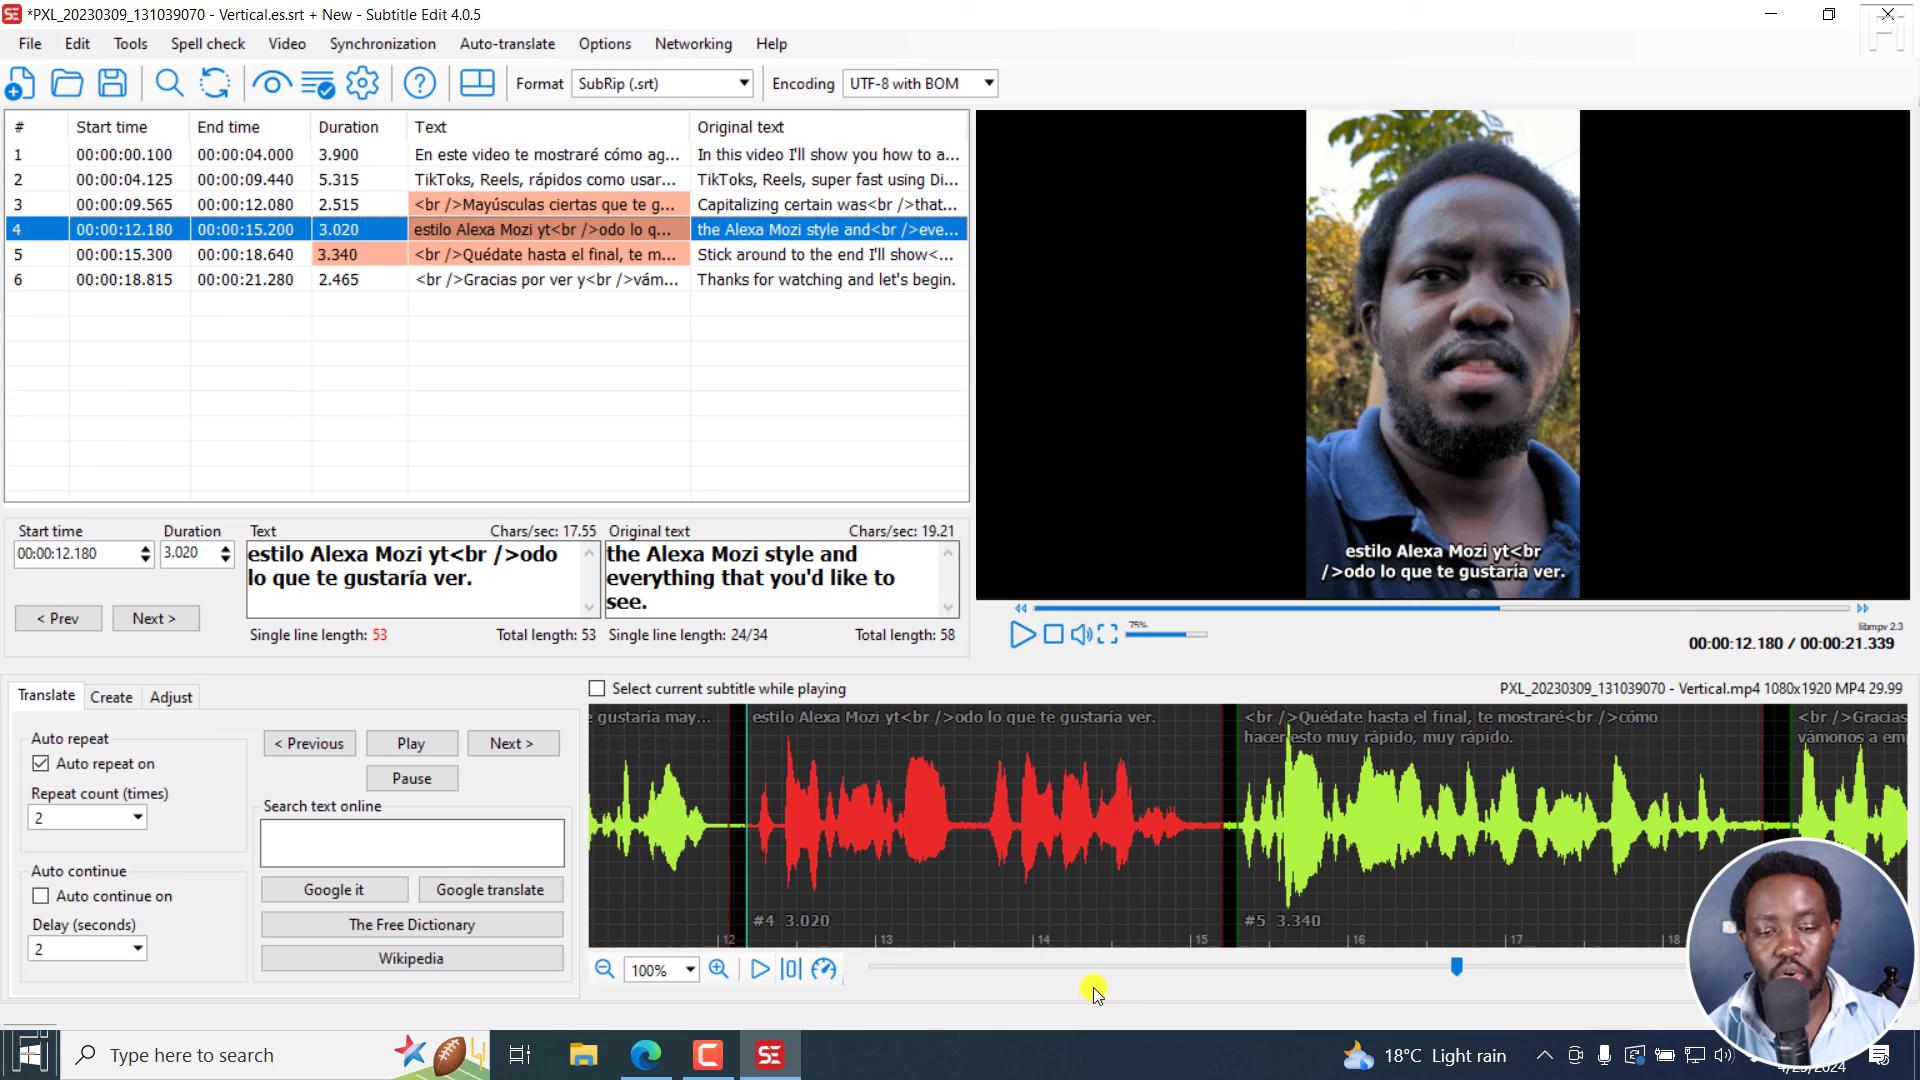 *PXL_20230309_131039070 - Vertical.es.srt + New - Subtitle Edit 4.0.5
File Edit Tools Spell check Video Synchronization Auto-translate Options Networking Help
Format SubRip (.srt) Encoding UTF-8 with BOM
# Start time End time Duration Text Original text
1 00:00:00.100 00:00:04.000 3.900 En este video te mostraré cómo ag... In this video I'll show you how to a...
2 00:00:04.125 00:00:09.440 5.315 TikToks, Reels, rápidos como usar... TikToks, Reels, super fast using Di...
3 00:00:09.565 00:00:12.080 2.515 <br />Mayúsculas ciertas que te g... Capitalizing certain was<br />that...
4 00:00:12.180 00:00:15.200 3.020 estilo Alexa Mozi yt<br />odo lo q... the Alexa Mozi style and<br />eve...
5 00:00:15.300 00:00:18.640 3.340 <br />Quédate hasta el final, te m... Stick around to the end I'll show<...
6 00:00:18.815 00:00:21.280 2.465 <br />Gracias por ver y<br />vám... Thanks for watching and let's begin.
estilo Alexa Mozi yt<br
/>odo lo que te gustaría ver.
Start time Duration Text Chars/sec: 17.55 Original text Chars/sec: 19.21
00:00:12.180 3.020
estilo Alexa Mozi yt<br />odo
lo que te gustaría ver.
the Alexa Mozi style and
everything that you'd like to
see.
< Prev Next >
Single line length: 53 Total length: 53 Single line length: 24/34 Total length: 58
75%
libmpv 2.3
00:00:12.180 / 00:00:21.339
Translate Create Adjust
Select current subtitle while playing PXL_20230309_131039070 - Vertical.mp4 1080x1920 MP4 29.99
Auto repeat
Auto repeat on
Repeat count (times)
2
Auto continue
Auto continue on
Delay (seconds)
2
< Previous Play Next >
Pause
Search text online
Google it Google translate
The Free Dictionary
Wikipedia
e gustaría may... estilo Alexa Mozi yt<br />odo lo que te gustaría ver. <br />Quédate hasta el final, te mostraré<br />cómo <br />Gracias
hacer esto muy rápido, muy rápido. vámonos a em
#4 3.020 #5 3.340
12 13 14 15 16 17 18
100%
Type here to search
18°C Light rain